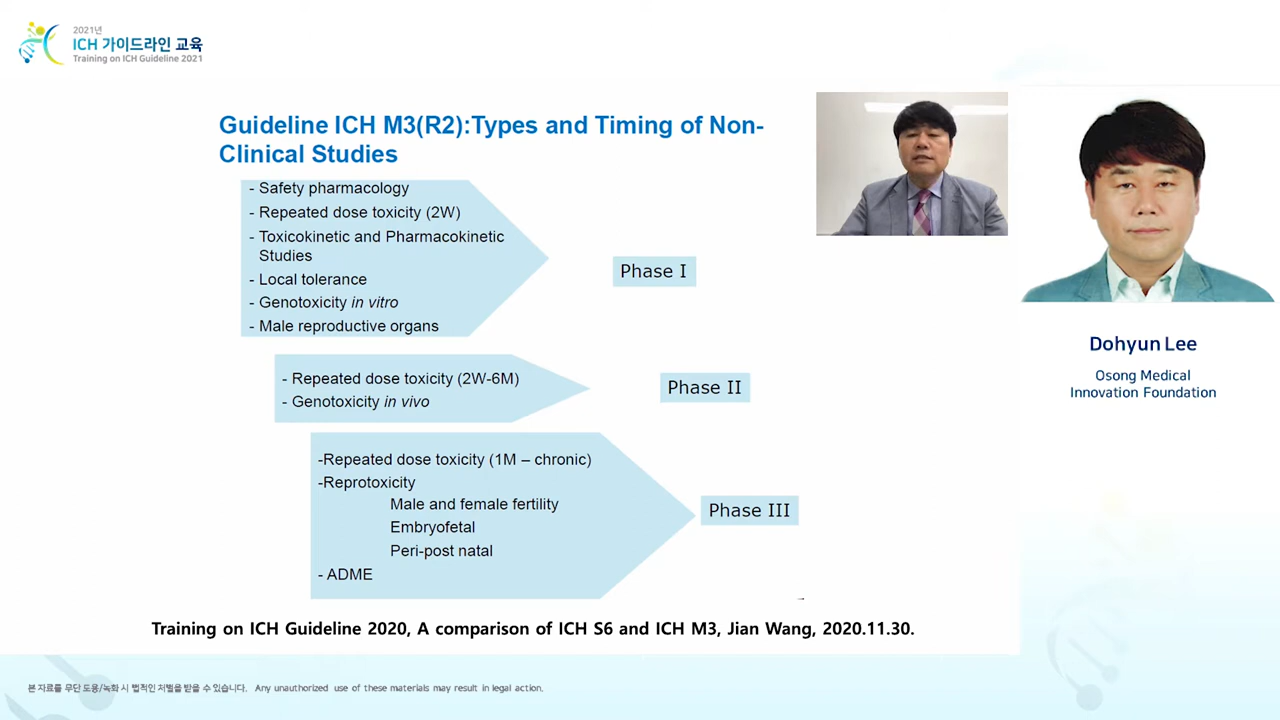 2021년
ICH 가이드라인 교육
Training on ICH Guideline 2021
Guideline ICH M3(R2):Types and Timing of Non-
Clinical Studies
- Safety pharmacology
- Repeated dose toxicity (2W)
- Toxicokinetic and Pharmacokinetic
Studies
- Local tolerance
- Genotoxicity in vitro
- Male reproductive organs
Phase I
- Repeated dose toxicity (2W-6M)
- Genotoxicity in vivo
Phase II
-Repeated dose toxicity (1M – chronic)
-Reprotoxicity
Male and female fertility
Embryofetal
Peri-post natal
- ADME
Phase III
Training on ICH Guideline 2020, A comparison of ICH S6 and ICH M3, Jian Wang, 2020.11.30.
Dohyun Lee
Osong Medical
Innovation Foundation
본 자료를 무단 도용/녹화 시 법적인 처벌을 받을 수 있습니다. Any unauthorized use of these materials may result in legal action.